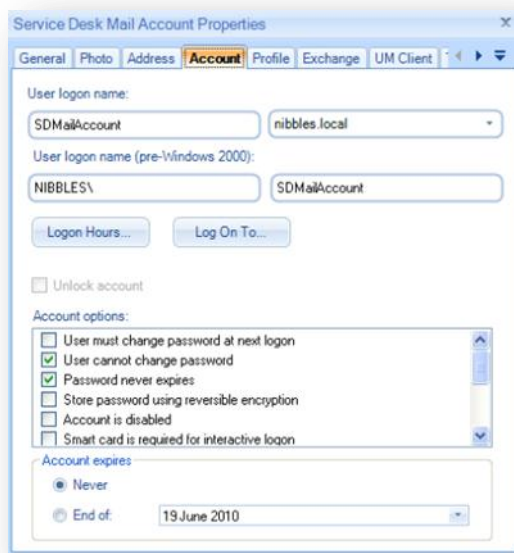 Service Desk Mail Account Properties
General Photo Address Account Profile Exchange UM Client
User logon name:
SDMailAccount nibbles.local
User logon name (pre-Windows 2000):
NIBBLES\ SDMailAccount
Logon Hours... Log On To...
Unlock account
Account options:
User must change password at next logon
User cannot change password
Password never expires
Store password using reversible encryption
Account is disabled
Smart card is required for interactive logon
Account expires
Never
End of: 19 June 2010